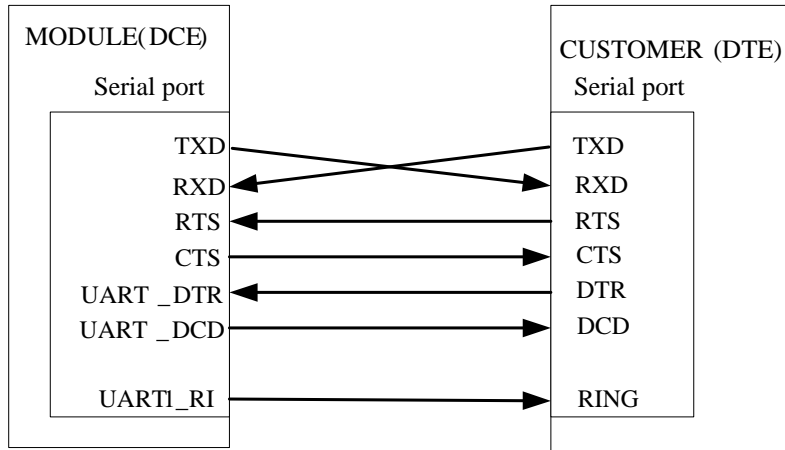 MODULE(DCE)
Serial port
TXD
RXD
RTS
CTS
UART _DTR
UART _DCD
UART1_RI
CUSTOMER (DTE)
Serial port
TXD
RXD
RTS
CTS
DTR
DCD
RING